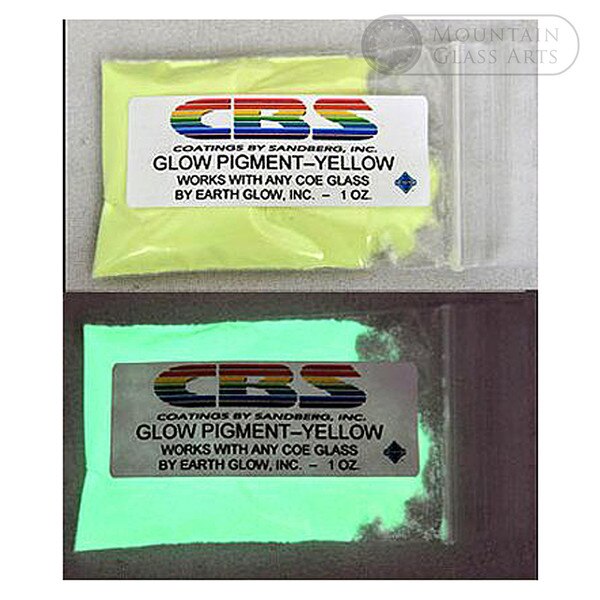 MOUNTAIN
GLASS ARTS
CBS
COATINGS BY SANDBERG, INC.
GLOW PIGMENT–YELLOW
WORKS WITH ANY COE GLASS
BY EARTH GLOW, INC. – 1 OZ.
CBS
COATINGS BY SANDBERG, INC.
GLOW PIGMENT–YELLOW
WORKS WITH ANY COE GLASS
BY EARTH GLOW, INC. – 1 OZ.